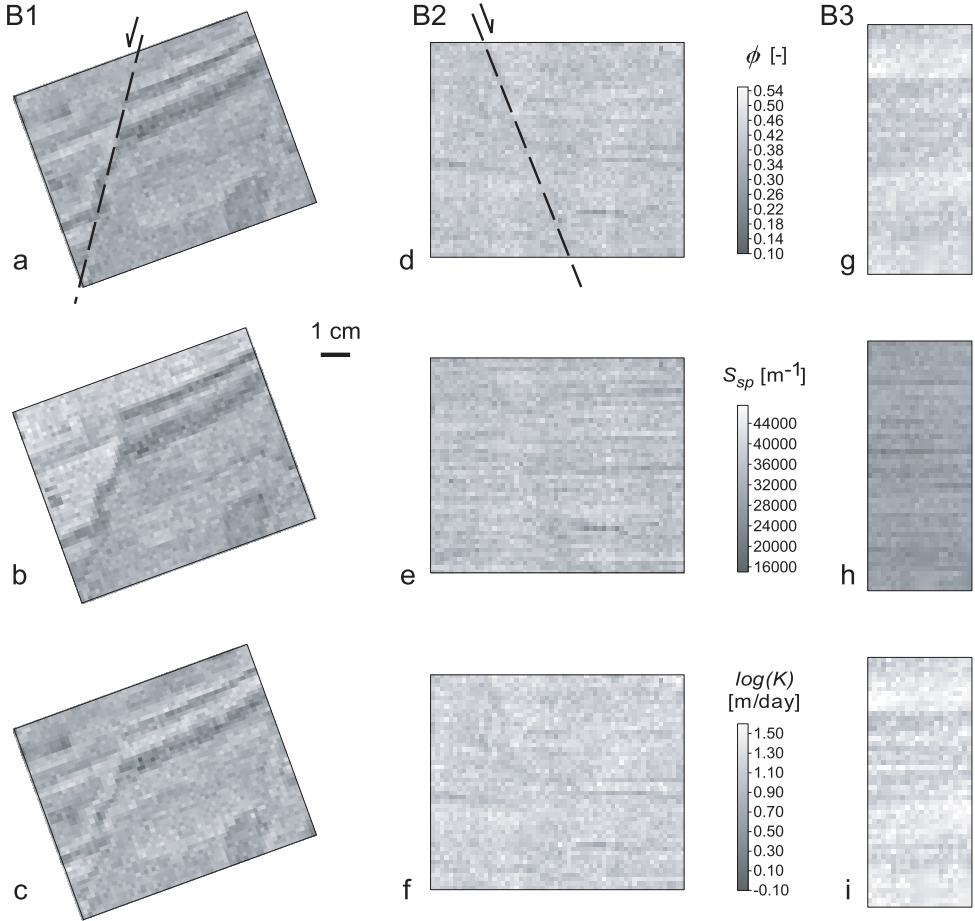 B1
B2
B3
ϕ [-]
0.54
0.50
0.46
0.42
0.38
0.34
0.30
0.26
0.22
0.18
0.14
0.10
a
d
g
1 cm
S_sp [m⁻¹]
44000
40000
36000
32000
28000
24000
20000
16000
b
e
h
log(K)
[m/day]
1.50
1.30
1.10
0.90
0.70
0.50
0.30
0.10
-0.10
c
f
i